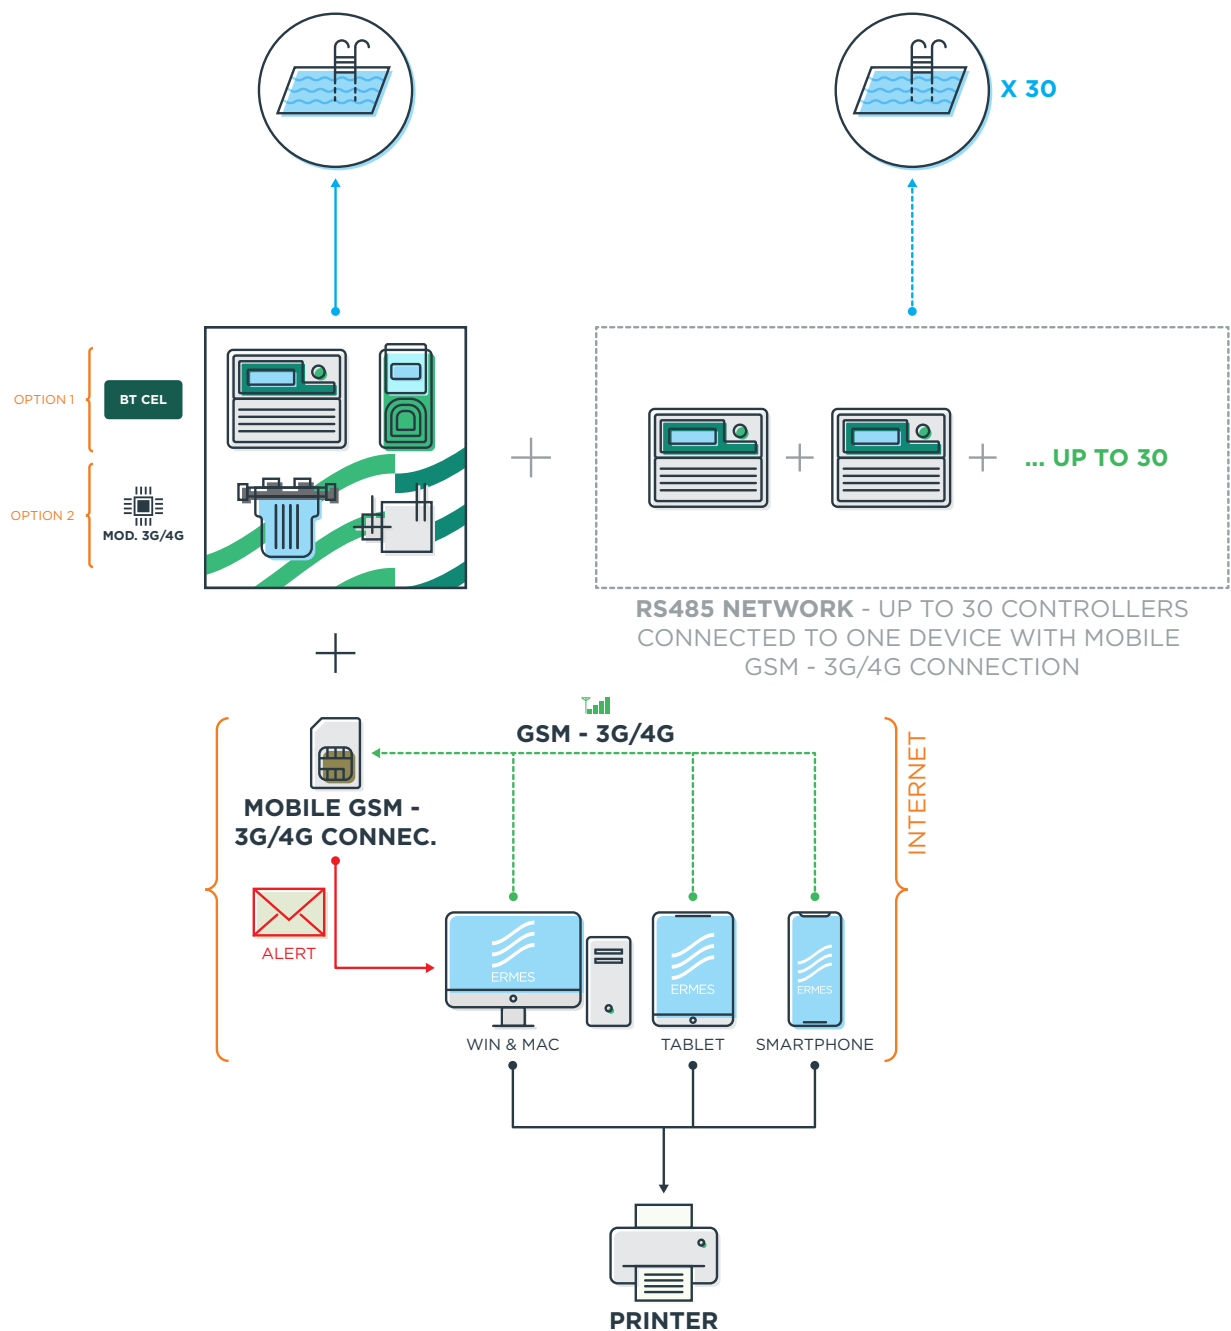 X 30
OPTION 1
BT CEL
OPTION 2
MOD. 3G/4G
... UP TO 30
RS485 NETWORK - UP TO 30 CONTROLLERS
CONNECTED TO ONE DEVICE WITH MOBILE
GSM - 3G/4G CONNECTION
GSM - 3G/4G
MOBILE GSM -
3G/4G CONNEC.
INTERNET
ALERT
ERMES
ERMES
ERMES
WIN & MAC
TABLET
SMARTPHONE
PRINTER